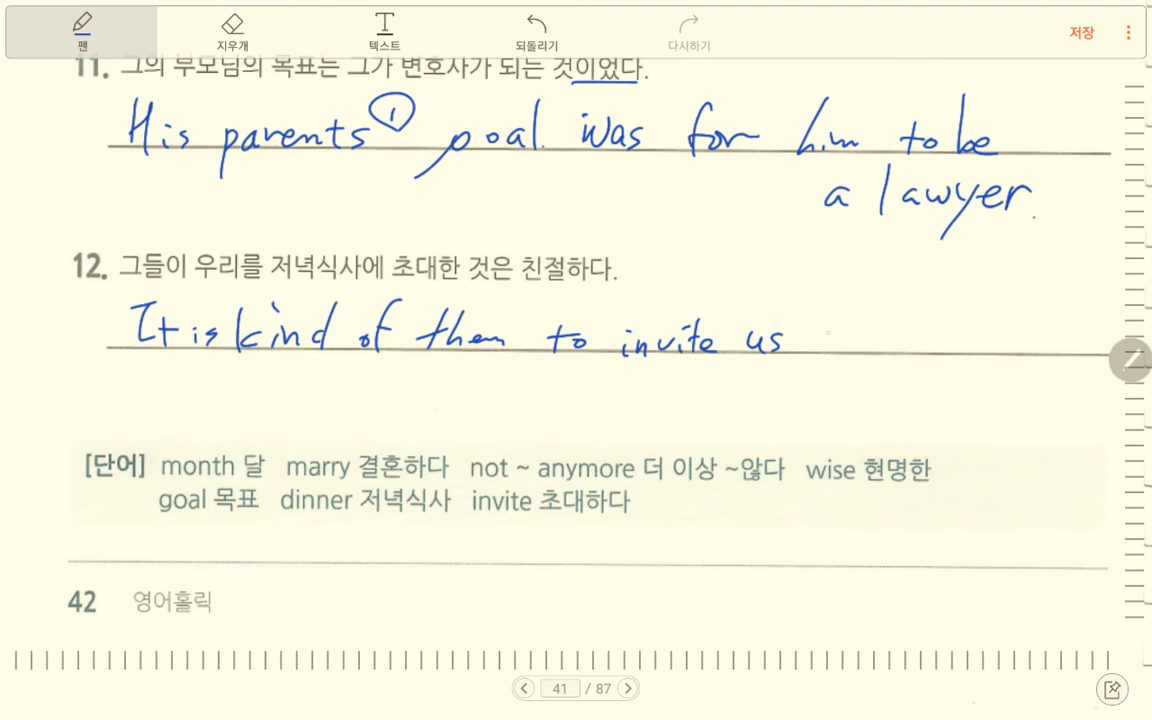 펜 지우개 텍스트 되돌리기 다시하기 저장
11. 그의 부모님의 목표는 그가 변호사가 되는 것이었다.
His parents' goal was for him to be
a lawyer.
12. 그들이 우리를 저녁식사에 초대한 것은 친절하다.
It is kind of them to invite us
[단어] month 달 marry 결혼하다 not ~ anymore 더 이상 ~않다 wise 현명한
goal 목표 dinner 저녁식사 invite 초대하다
42 영어홀릭
41 / 87